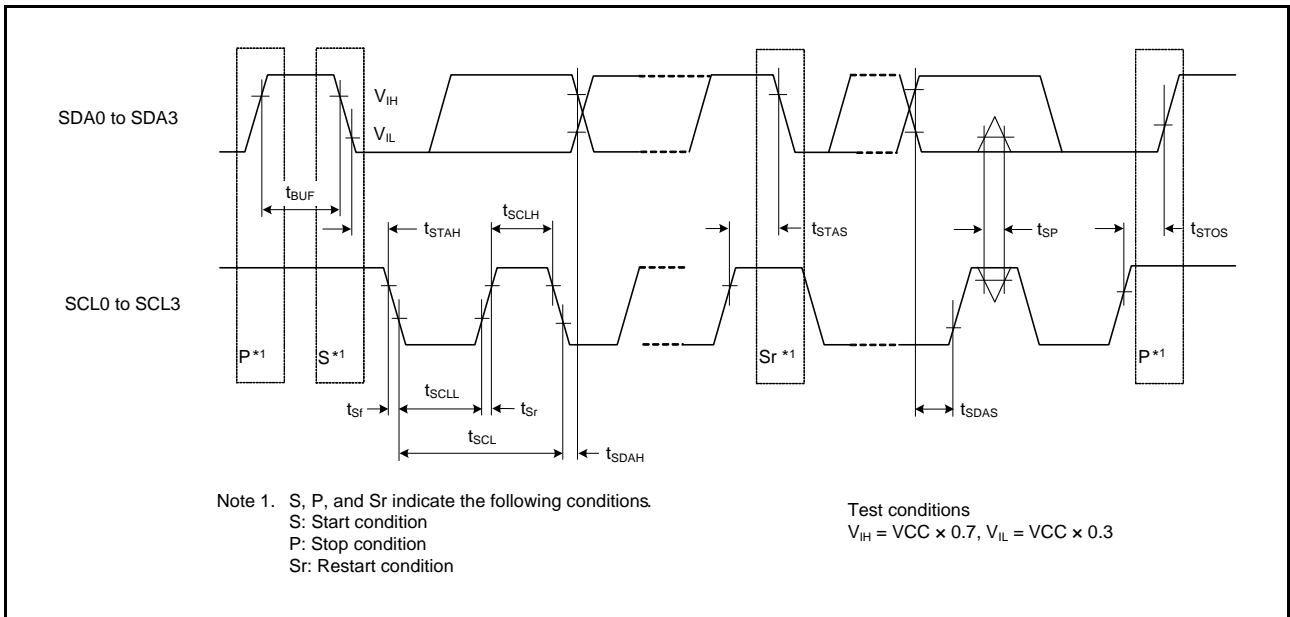 SDA0 to SDA3
VIH
VIL
tBUF
tSTAH
tSCLH
tSTAS
tSP
tSTOS
SCL0 to SCL3
P*1
S*1
Sr*1
P*1
tSf
tSCLL
tSr
tSDAS
tSCL
tSDAH
Note 1. S, P, and Sr indicate the following conditions.
S: Start condition
P: Stop condition
Sr: Restart condition
Test conditions
VIH = VCC × 0.7, VIL = VCC × 0.3